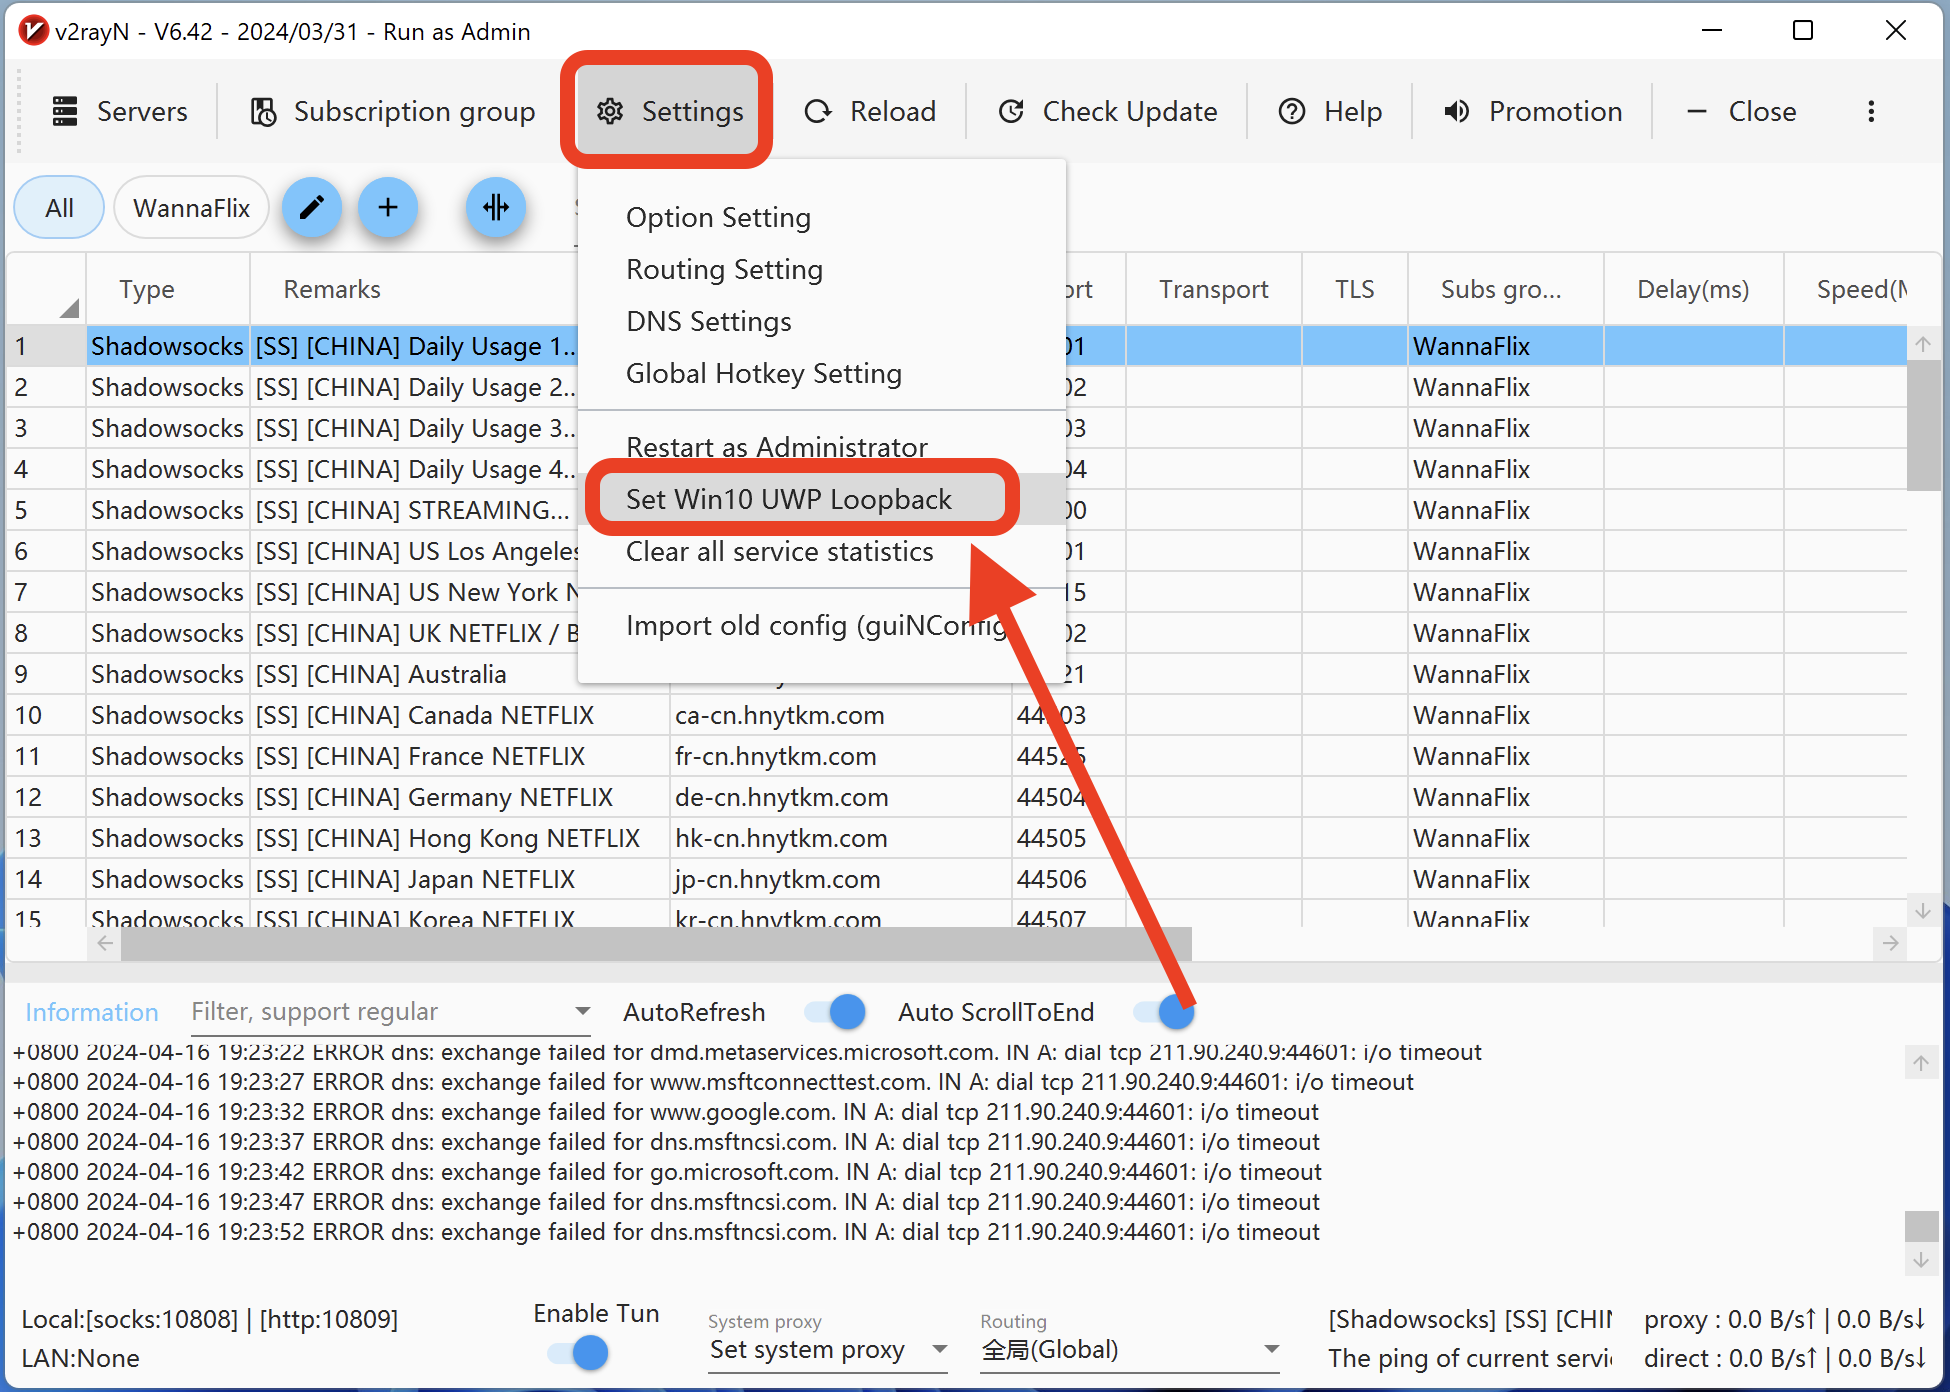 v2rayN - V6.42 - 2024/03/31 - Run as Admin
Servers Subscription group Settings Reload Check Update Help Promotion Close
All WannaFlix
Option Setting
Routing Setting
DNS Settings
Global Hotkey Setting
Restart as Administrator
Set Win10 UWP Loopback
Clear all service statistics
Import old config (guiNConfig
Type Remarks ort Transport TLS Subs gro... Delay(ms) Speed(M
1 Shadowsocks [SS] [CHINA] Daily Usage 1... 01 WannaFlix
2 Shadowsocks [SS] [CHINA] Daily Usage 2... 02 WannaFlix
3 Shadowsocks [SS] [CHINA] Daily Usage 3... 03 WannaFlix
4 Shadowsocks [SS] [CHINA] Daily Usage 4... 04 WannaFlix
5 Shadowsocks [SS] [CHINA] STREAMING... 00 WannaFlix
6 Shadowsocks [SS] [CHINA] US Los Angeles 01 WannaFlix
7 Shadowsocks [SS] [CHINA] US New York N 15 WannaFlix
8 Shadowsocks [SS] [CHINA] UK NETFLIX / B 02 WannaFlix
9 Shadowsocks [SS] [CHINA] Australia 21 WannaFlix
10 Shadowsocks [SS] [CHINA] Canada NETFLIX ca-cn.hnytkm.com 44503 WannaFlix
11 Shadowsocks [SS] [CHINA] France NETFLIX fr-cn.hnytkm.com 44525 WannaFlix
12 Shadowsocks [SS] [CHINA] Germany NETFLIX de-cn.hnytkm.com 44504 WannaFlix
13 Shadowsocks [SS] [CHINA] Hong Kong NETFLIX hk-cn.hnytkm.com 44505 WannaFlix
14 Shadowsocks [SS] [CHINA] Japan NETFLIX jp-cn.hnytkm.com 44506 WannaFlix
15 Shadowsocks [SS] [CHINA] Korea NETFLIX kr-cn.hnytkm.com 44507 WannaFlix
Information Filter, support regular AutoRefresh Auto ScrollToEnd
+0800 2024-04-16 19:23:22 ERROR dns: exchange failed for dmd.metaservices.microsoft.com. IN A: dial tcp 211.90.240.9:44601: i/o timeout
+0800 2024-04-16 19:23:27 ERROR dns: exchange failed for www.msftconnecttest.com. IN A: dial tcp 211.90.240.9:44601: i/o timeout
+0800 2024-04-16 19:23:32 ERROR dns: exchange failed for www.google.com. IN A: dial tcp 211.90.240.9:44601: i/o timeout
+0800 2024-04-16 19:23:37 ERROR dns: exchange failed for dns.msftncsi.com. IN A: dial tcp 211.90.240.9:44601: i/o timeout
+0800 2024-04-16 19:23:42 ERROR dns: exchange failed for go.microsoft.com. IN A: dial tcp 211.90.240.9:44601: i/o timeout
+0800 2024-04-16 19:23:47 ERROR dns: exchange failed for dns.msftncsi.com. IN A: dial tcp 211.90.240.9:44601: i/o timeout
+0800 2024-04-16 19:23:52 ERROR dns: exchange failed for dns.msftncsi.com. IN A: dial tcp 211.90.240.9:44601: i/o timeout
Local:[socks:10808] | [http:10809]
LAN:None
Enable Tun
System proxy
Set system proxy
Routing
全局(Global)
[Shadowsocks] [SS] [CHIN proxy : 0.0 B/s↑ | 0.0 B/s↓
The ping of current servi direct : 0.0 B/s↑ | 0.0 B/s↓